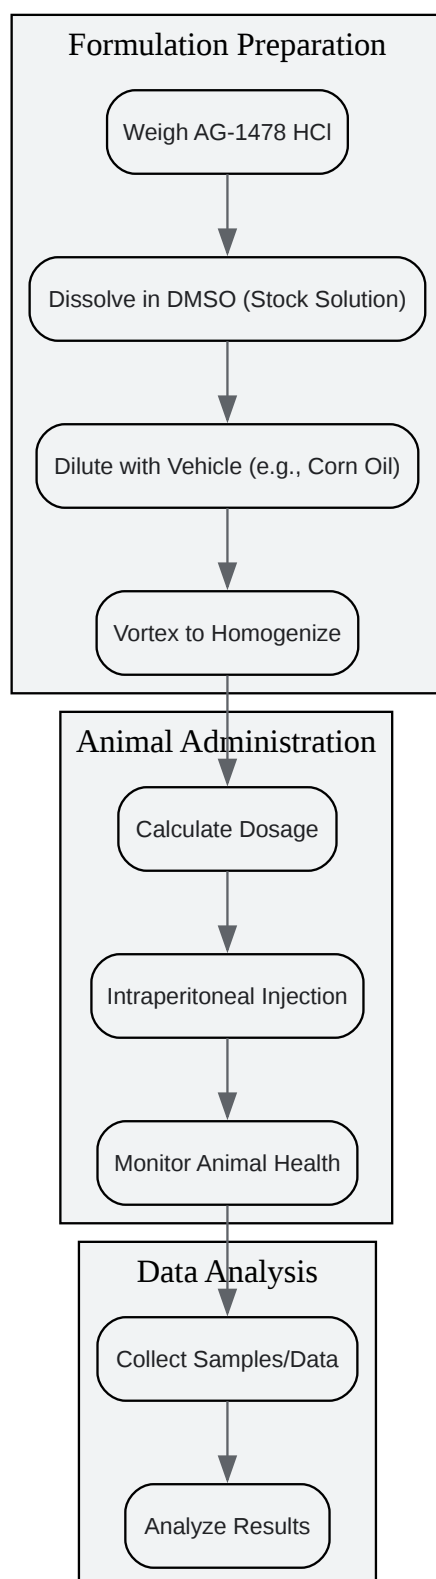 Formulation Preparation
Weigh AG-1478 HCl
Dissolve in DMSO (Stock Solution)
Dilute with Vehicle (e.g., Corn Oil)
Vortex to Homogenize
Animal Administration
Calculate Dosage
Intraperitoneal Injection
Monitor Animal Health
Data Analysis
Collect Samples/Data
Analyze Results